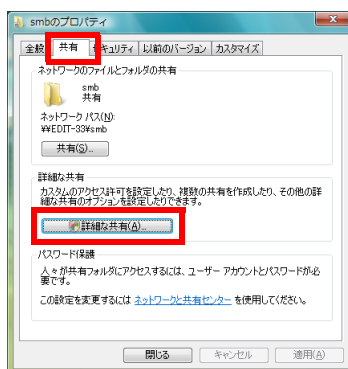 smbのプロパティ
全般 共有 セキュリティ 以前のバージョン カスタマイズ
ネットワークのファイルとフォルダの共有
smb
共有
ネットワーク パス(N):
¥¥EDIT-33¥smb
共有(S)...
詳細な共有
カスタムのアクセス許可を設定したり、複数の共有を作成したり、その他の詳
細な共有のオプションを設定したりできます。
詳細な共有(A)...
パスワード保護
人々が共有フォルダにアクセスするには、ユーザー アカウントとパスワードが必
要です。
この設定を変更するには ネットワークと共有センター を使用してください。
閉じる キャンセル 適用(A)